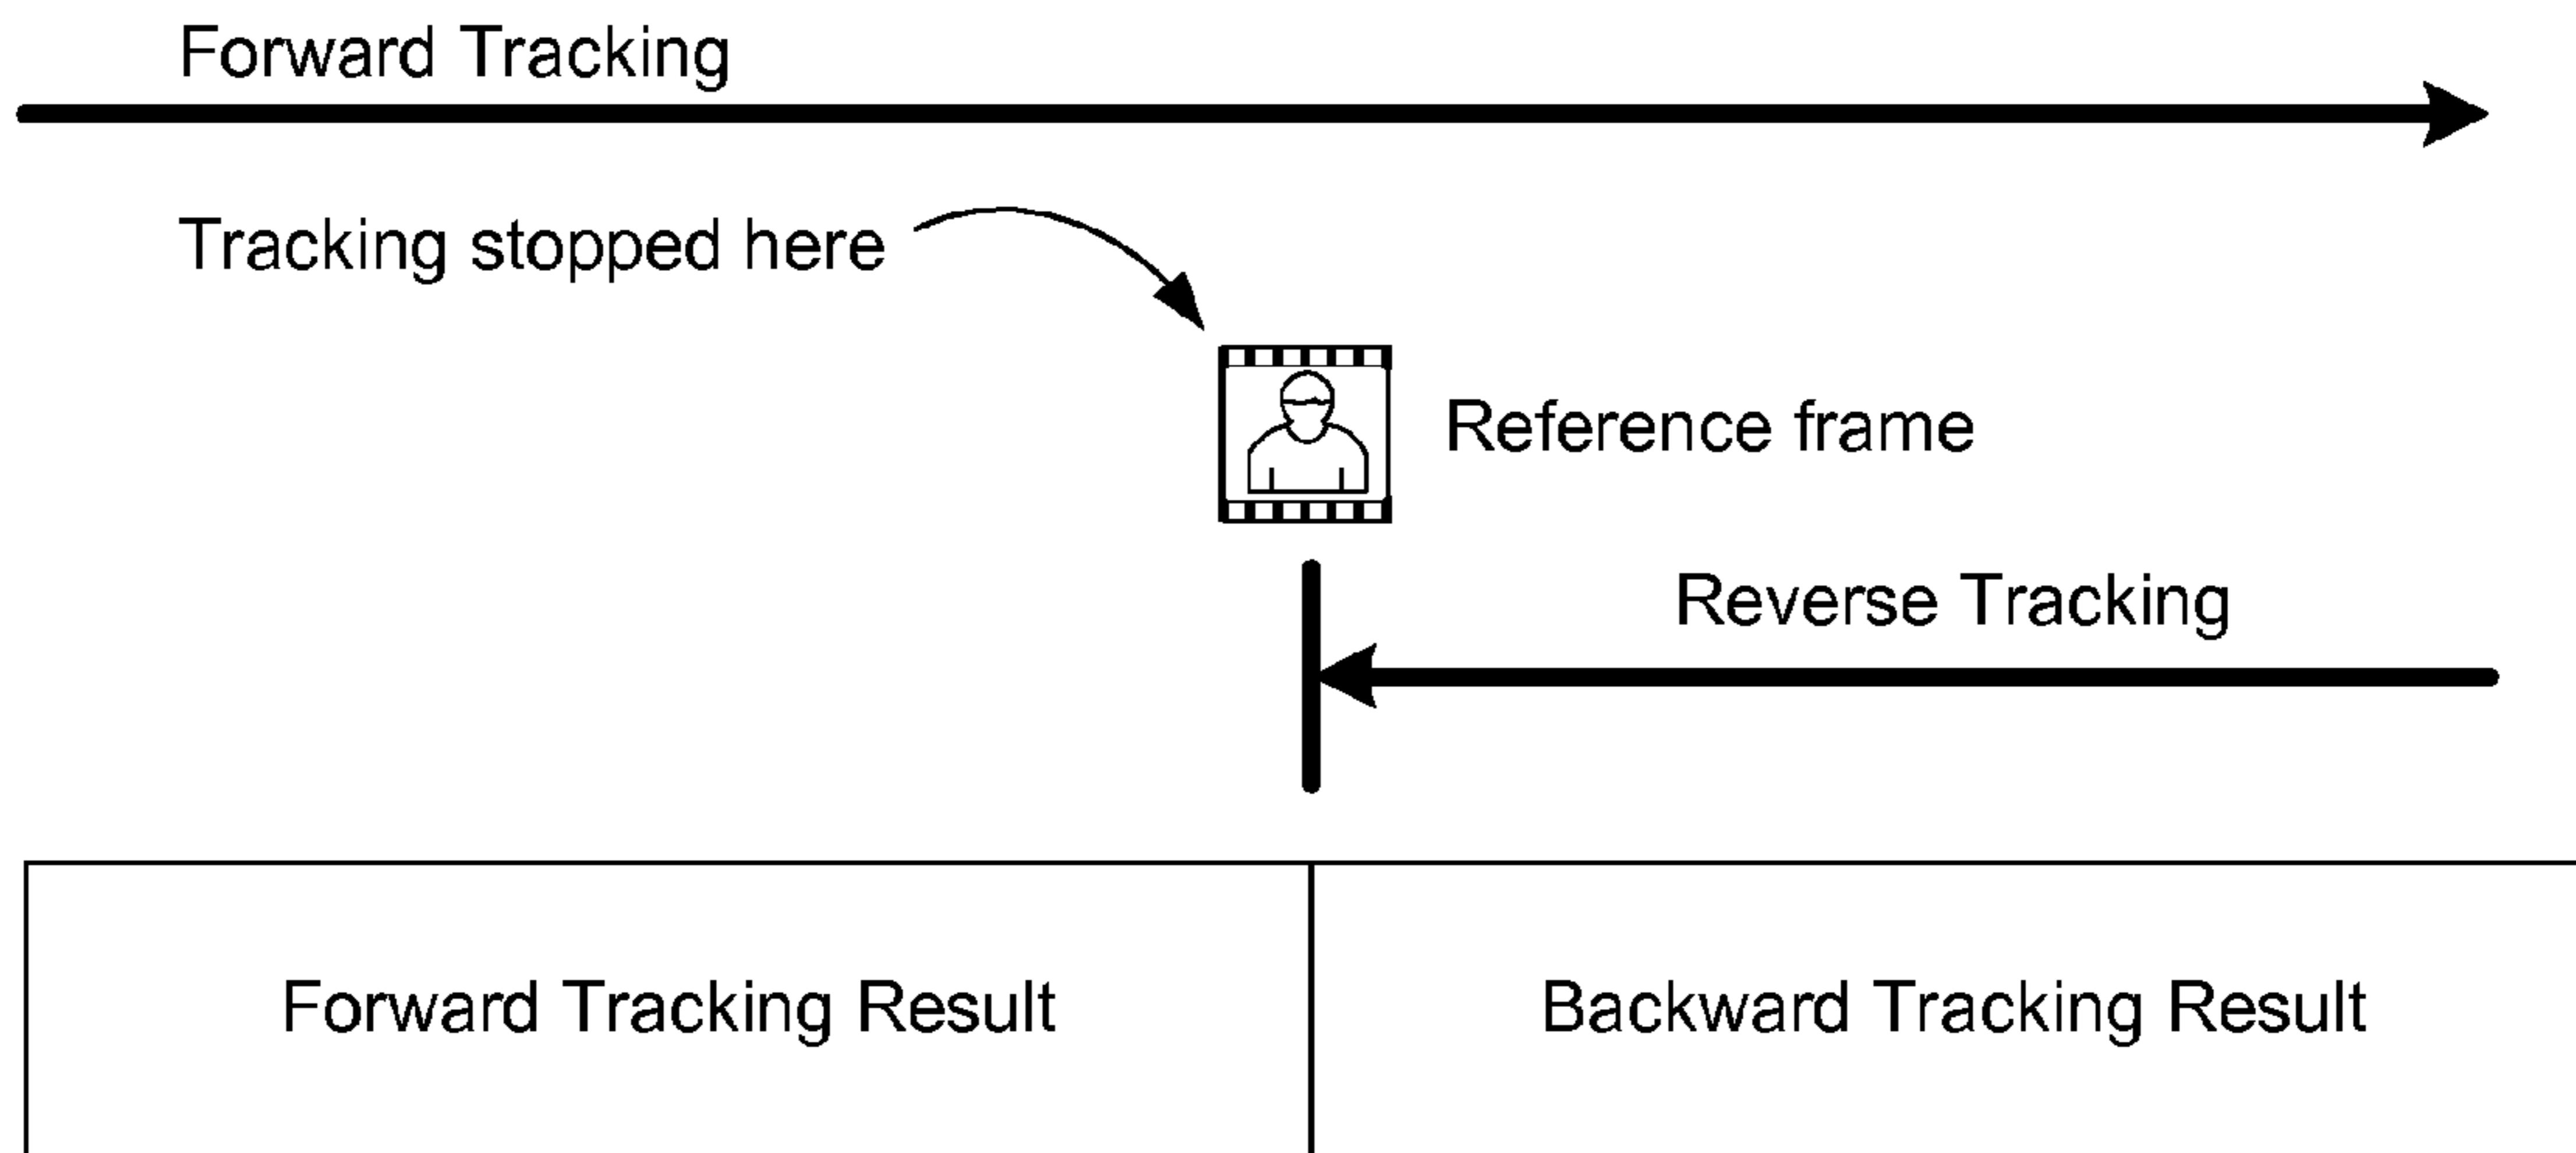 Forward Tracking
Tracking stopped here
Reference frame
Reverse Tracking
Forward Tracking Result
Backward Tracking Result